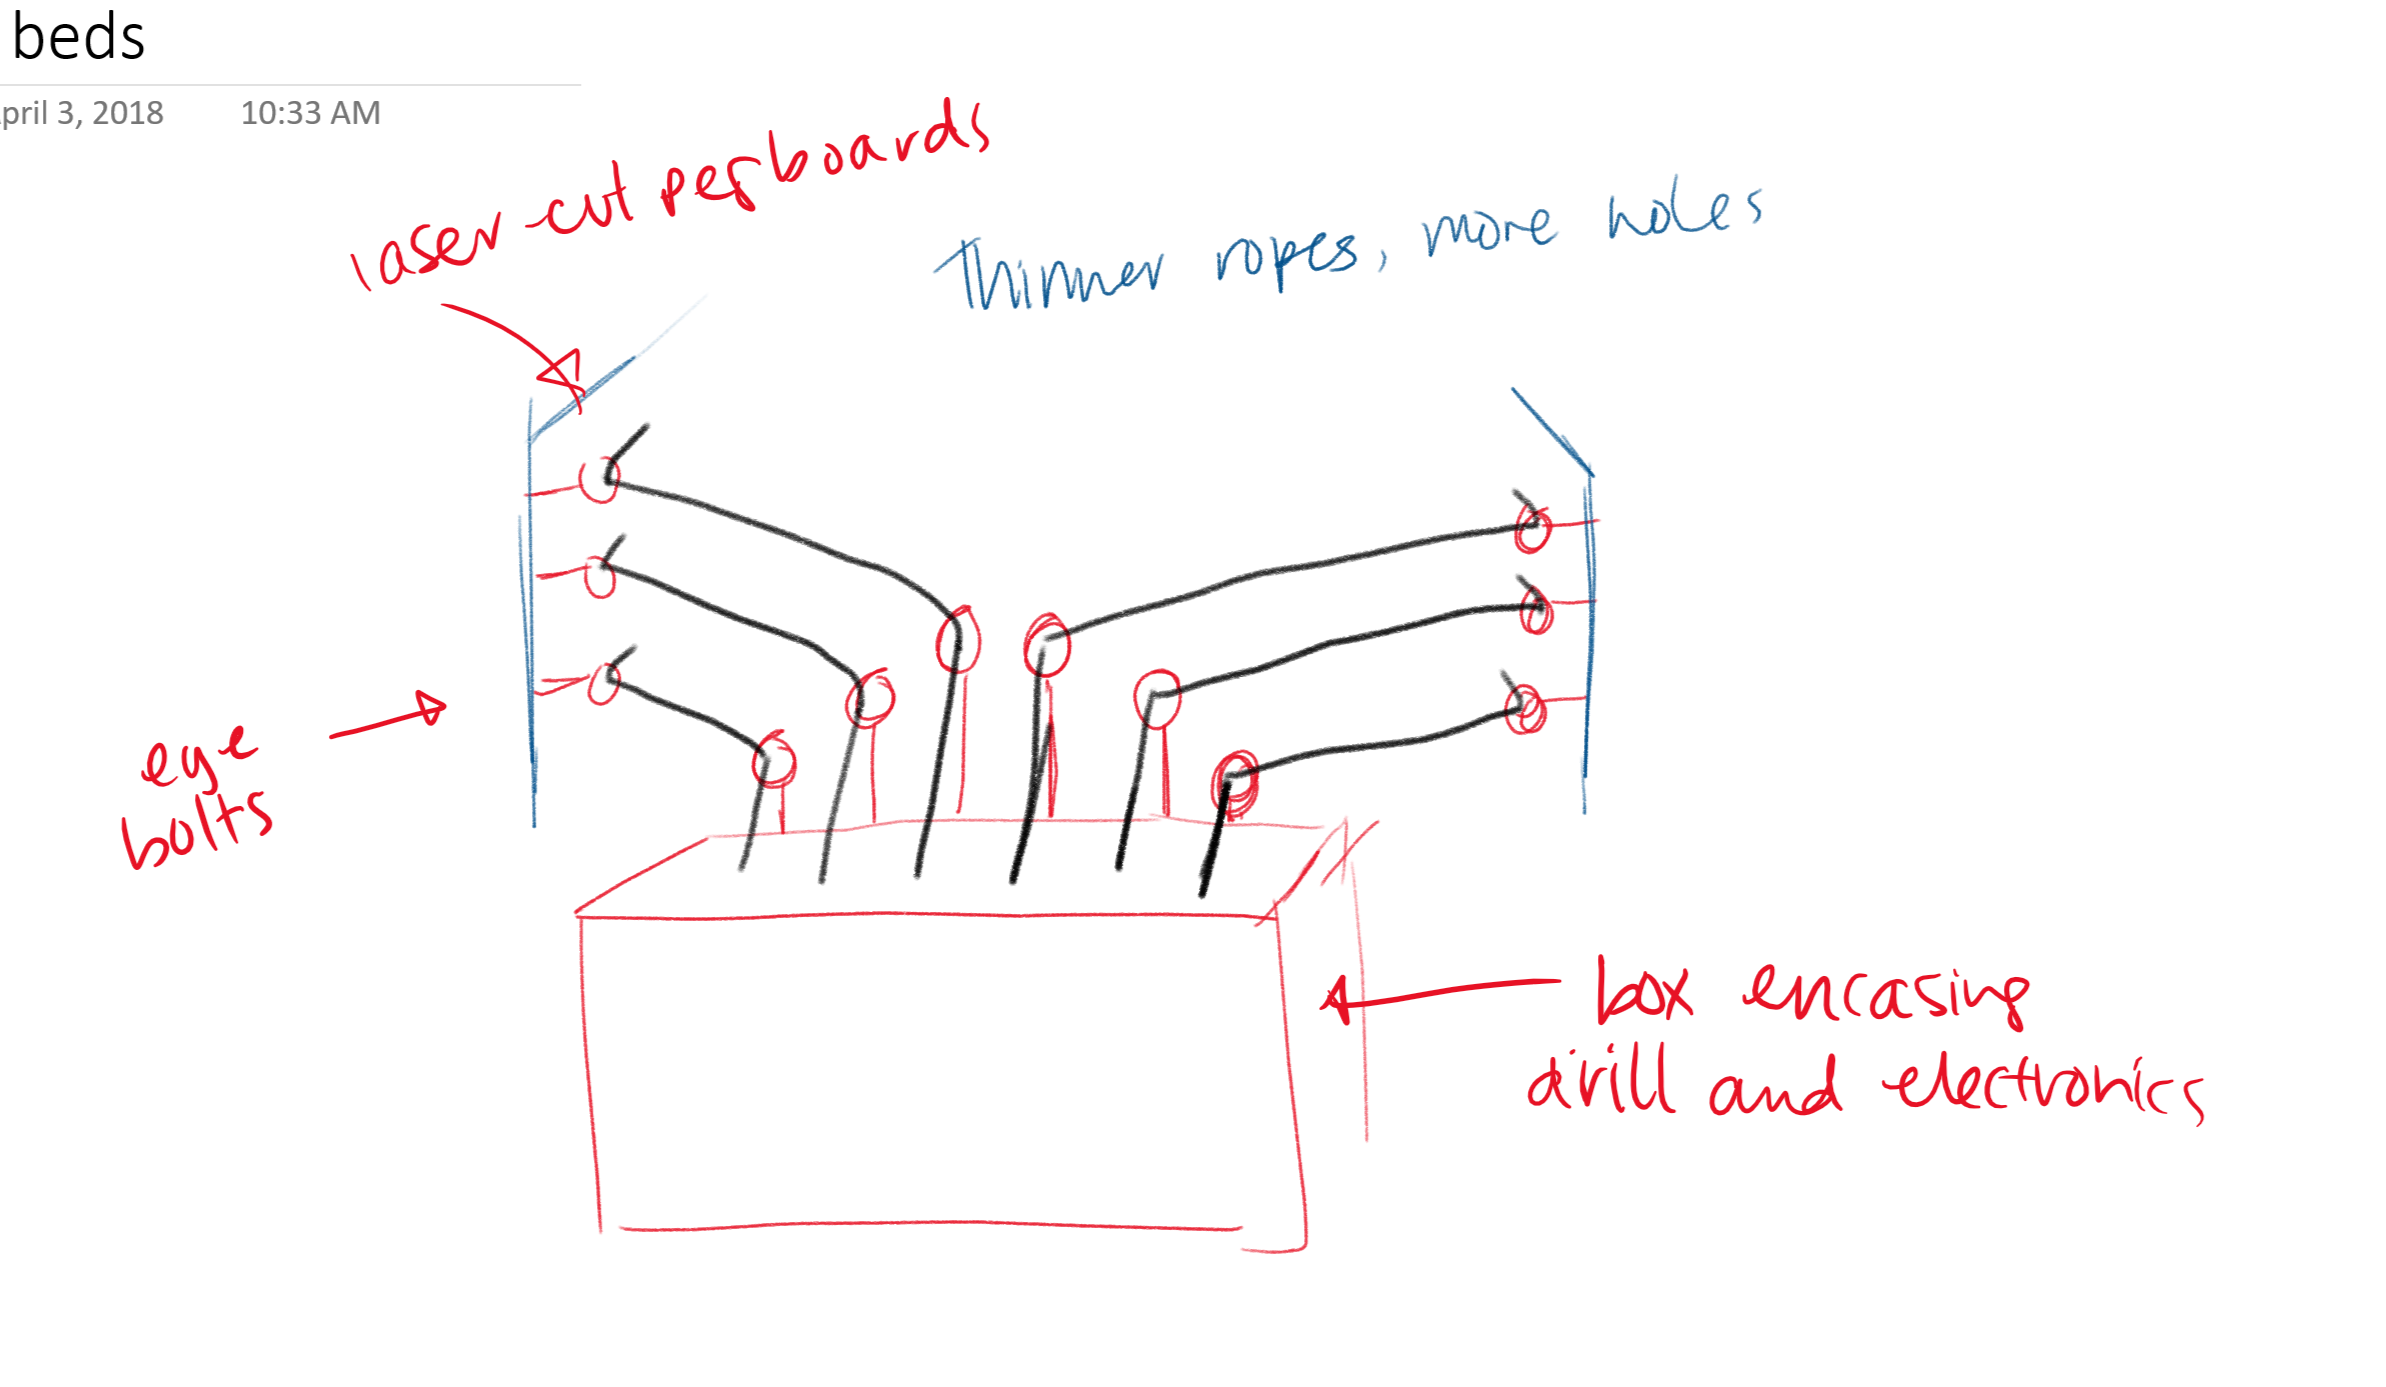 beds
pril 3, 2018 10:33 AM
laser-cut pegboards
Thinner ropes, more holes
eye
bolts
box encasing
drill and electronics